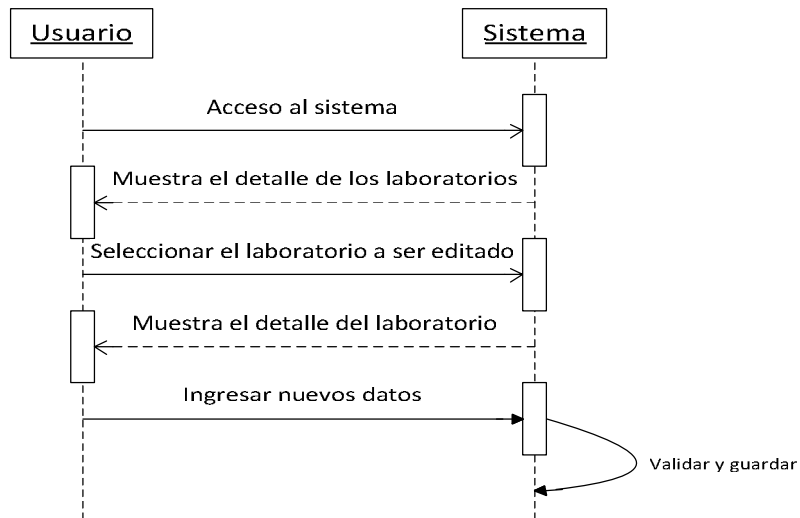 Usuario
Sistema
Acceso al sistema
Muestra el detalle de los laboratorios
Seleccionar el laboratorio a ser editado
Muestra el detalle del laboratorio
Ingresar nuevos datos
Validar y guardar